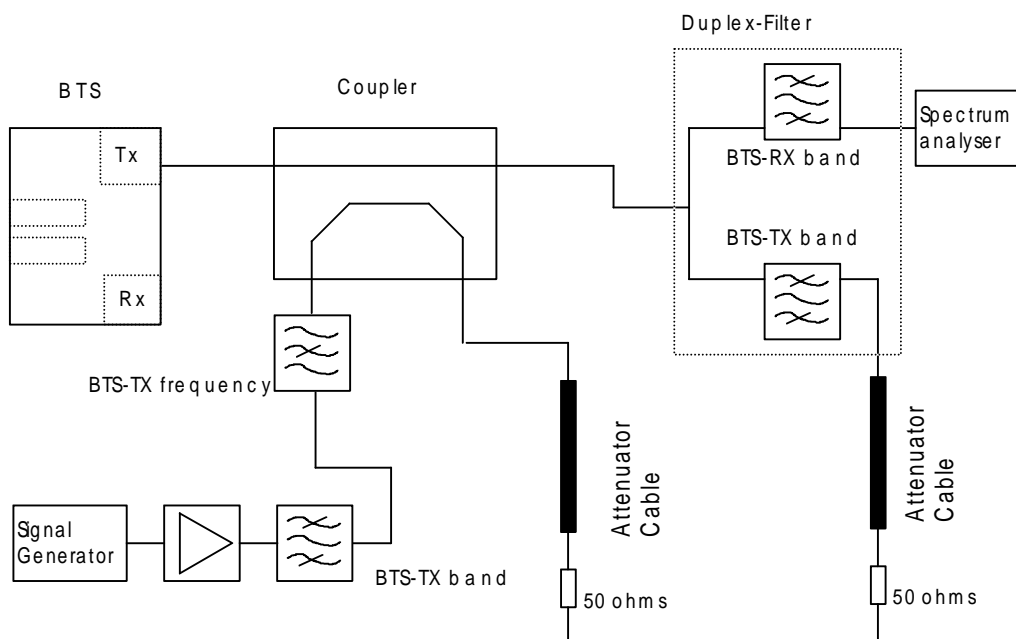 Duplex-Filter
BTS
Coupler
Tx
Spectrum
analyser
BTS-RX band
BTS-TX band
Rx
BTS-TX frequency
Attenuator
Cable
Attenuator
Cable
Signal
Generator
BTS-TX band
50 ohms
50 ohms